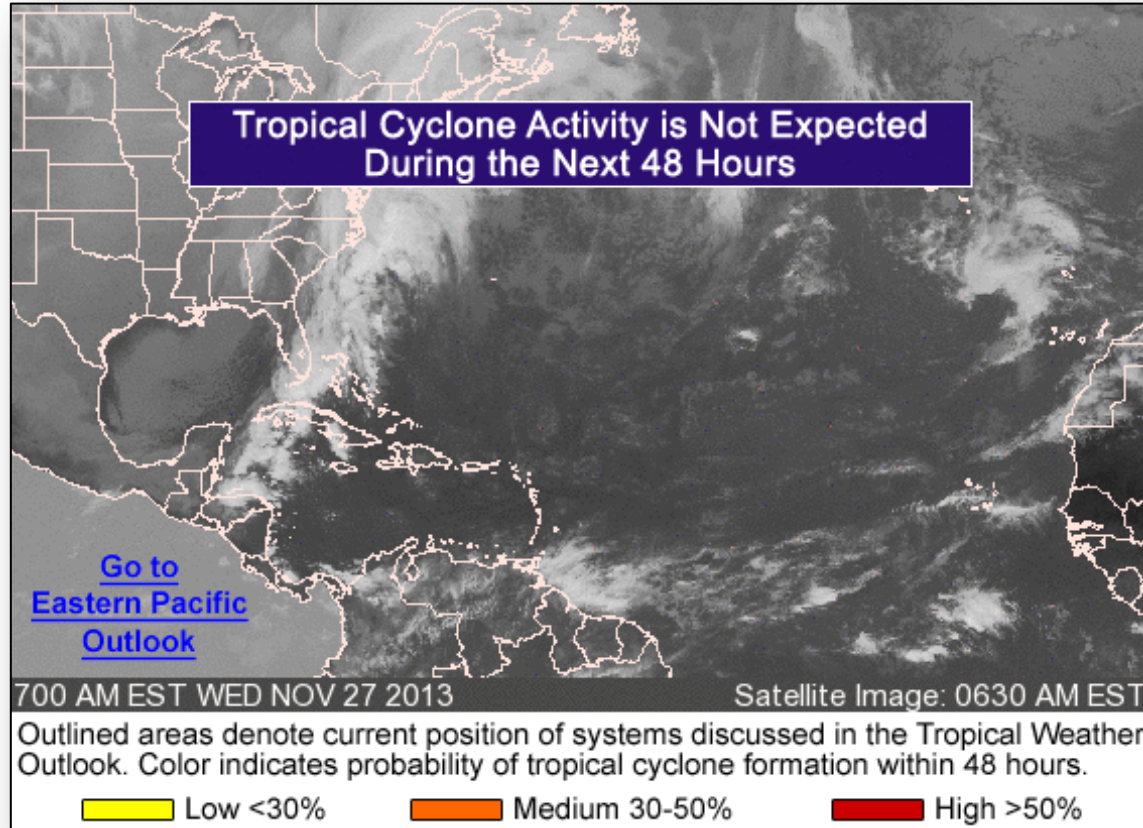 Tropical Cyclone Activity is Not Expected
During the Next 48 Hours
Go to
Eastern Pacific
Outlook
700 AM EST WED NOV 27 2013 Satellite Image: 0630 AM EST
Outlined areas denote current position of systems discussed in the Tropical Weather
Outlook. Color indicates probability of tropical cyclone formation within 48 hours.
Low <30% Medium 30-50% High >50%